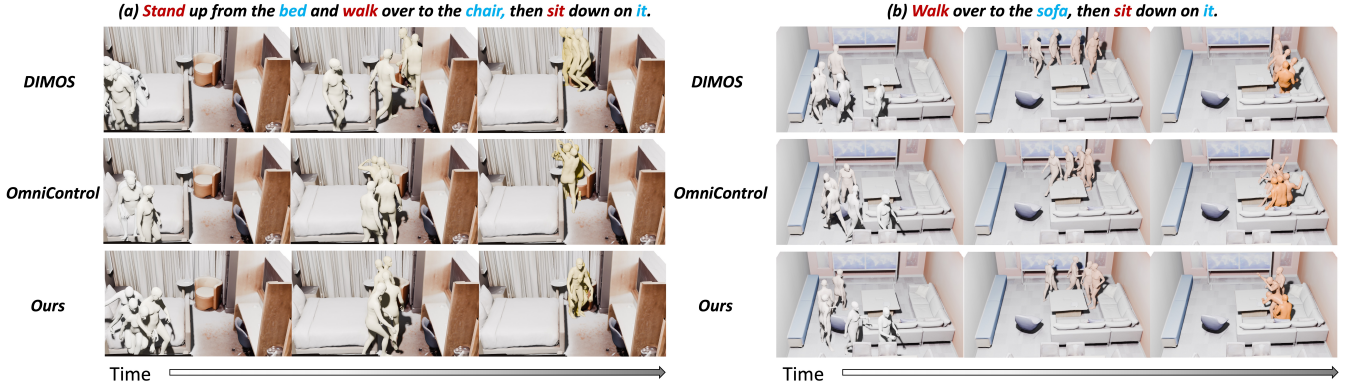 (a) Stand up from the bed and walk over to the chair, then sit down on it.
DIMOS
OmniControl
Ours
Time
(b) Walk over to the sofa, then sit down on it.
DIMOS
OmniControl
Ours
Time